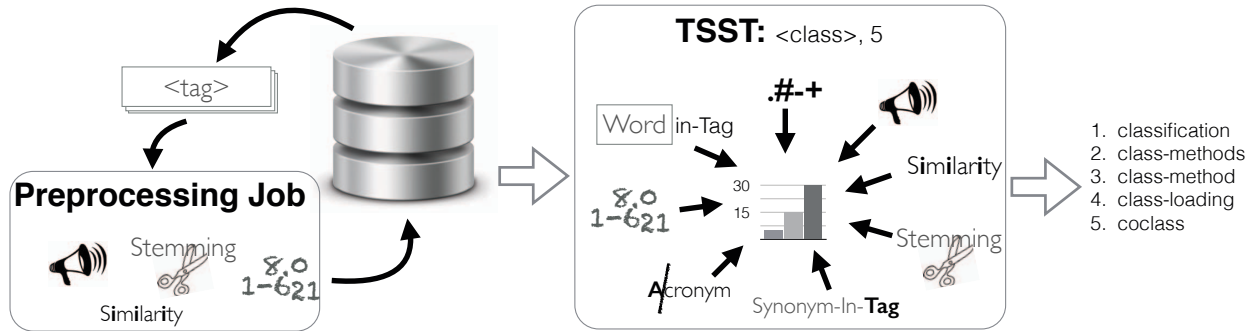 <tag>
Preprocessing Job
Stemming
8.0
1-621
Similarity
TSST: <class>, 5
.#-+
Word in-Tag
Similarity
30
15
8.0
1-621
Stemming
Acronym
Synonym-In-Tag
1. classification
2. class-methods
3. class-method
4. class-loading
5. coclass